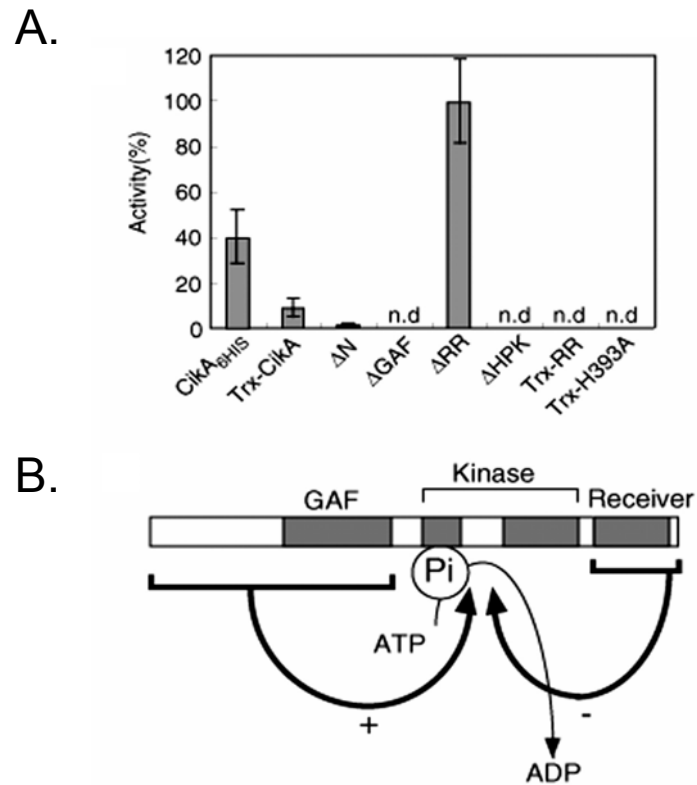 A.
120
100
80
60
40
20
0
Activity(%)
n.d n.d n.d n.d
CikA6HIS Trx-CikA ΔN ΔGAF ΔRR ΔHPK Trx-RR Trx-H393A
B.
Kinase
GAF Receiver
Pi
ATP
+ -
ADP